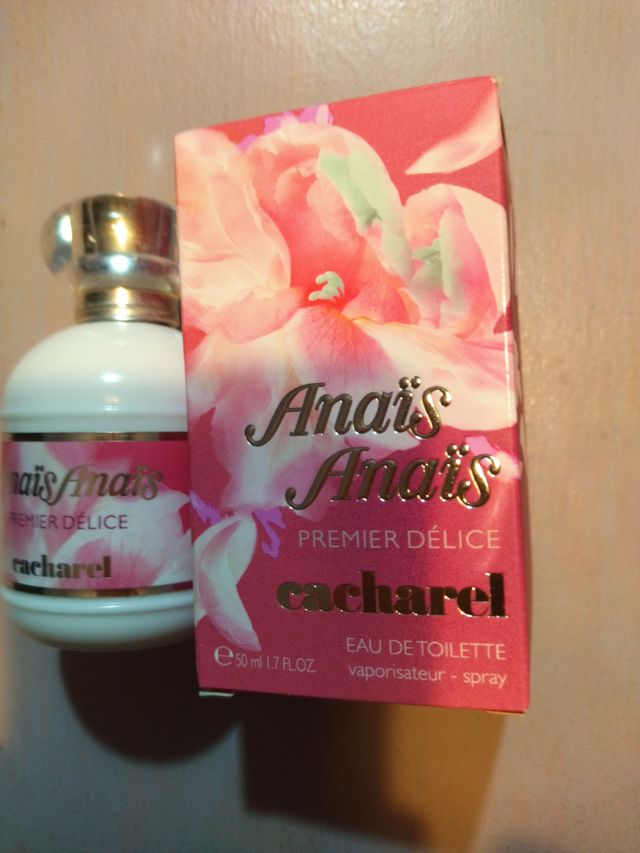 Anaïs
Anaïs
PREMIER DÉLICE
cacharel
EAU DE TOILETTE
vaporisateur - spray
e 50 ml 1.7 FL.OZ
naïs Anaïs
PREMIER DÉLICE
cacharel